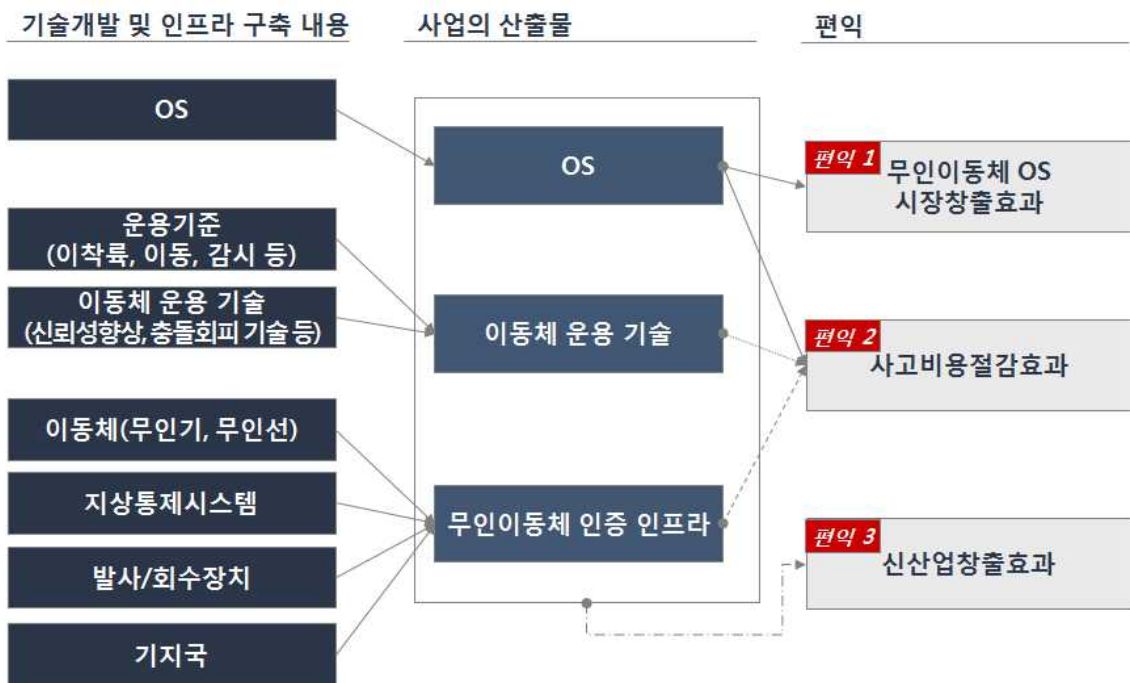 기술개발 및 인프라 구축 내용
사업의 산출물
편익
OS
운용기준
(이착륙, 이동, 감시 등)
이동체 운용 기술
(신뢰성향상, 충돌회피 기술 등)
이동체(무인기, 무인선)
지상통제시스템
발사/회수장치
기지국
OS
이동체 운용 기술
무인이동체 인증 인프라
편익 1
무인이동체 OS
시장창출효과
편익 2
사고비용절감효과
편익 3
신산업창출효과